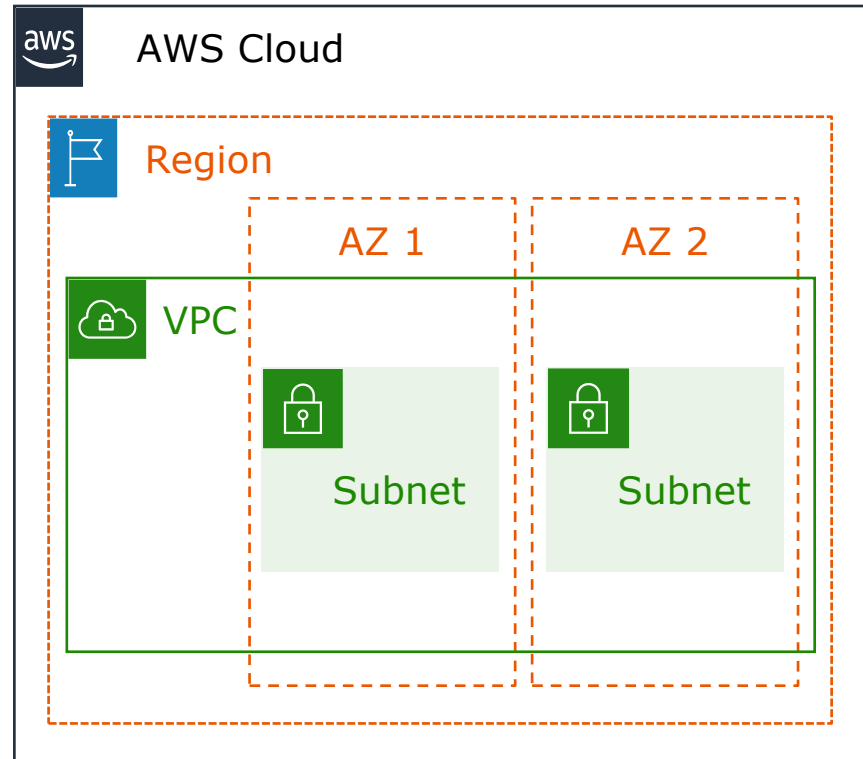 aws
AWS Cloud
Region
AZ 1
AZ 2
VPC
Subnet
Subnet